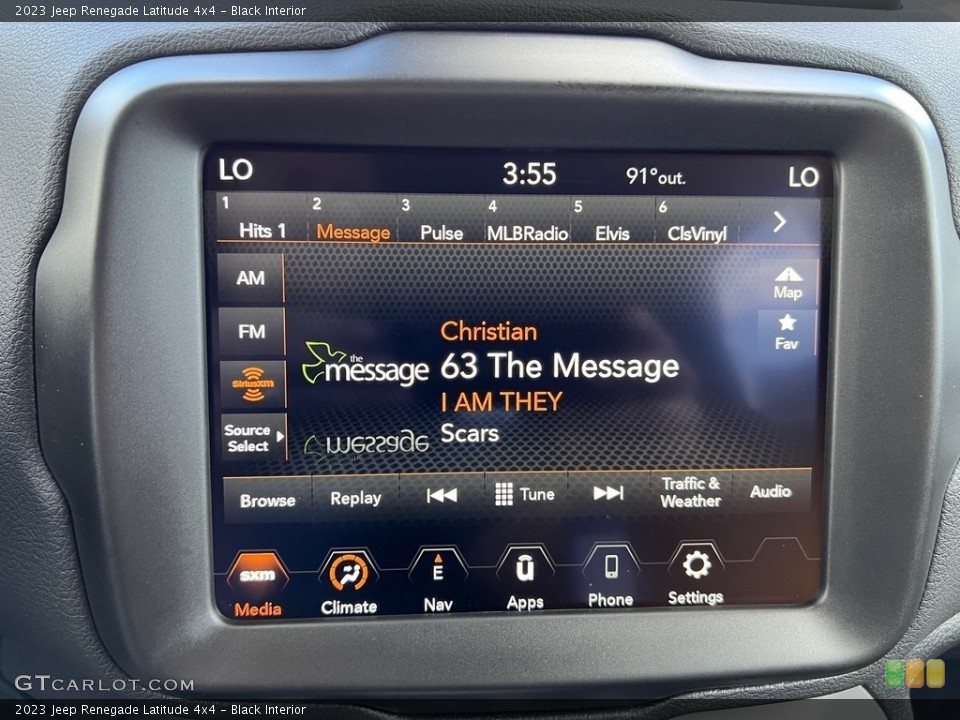 2023 Jeep Renegade Latitude 4x4 - Black Interior
LO 3:55 91°out. LO
1 2 3 4 5 6
Hits 1 Message Pulse MLBRadio Elvis ClsVinyl
AM
Map
FM
Fav
Christian
the message
63 The Message
I AM THEY
SiriusXM
Scars
Source
Select
message
Browse Replay Tune Traffic & Weather Audio
sxm E u
Media Climate Nav Apps Phone Settings
GTCARLOT.COM
2023 Jeep Renegade Latitude 4x4 - Black Interior